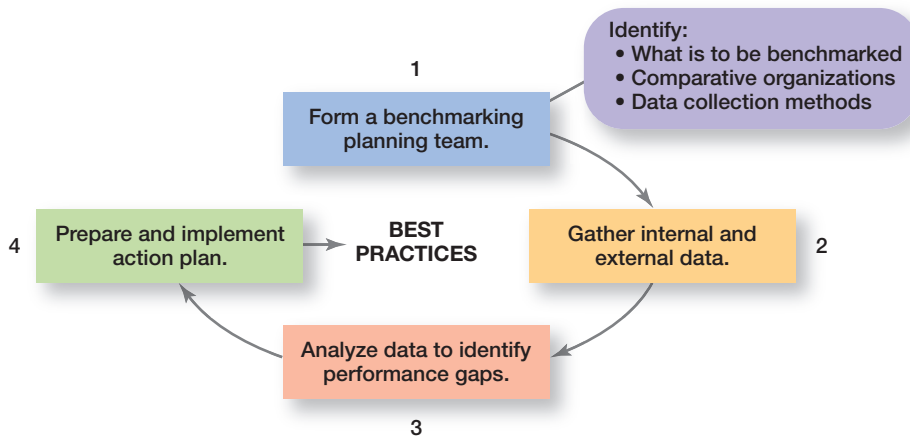 1
Form a benchmarking
planning team.
Identify:
• What is to be benchmarked
• Comparative organizations
• Data collection methods
2
Gather internal and
external data.
3
Analyze data to identify
performance gaps.
4
Prepare and implement
action plan.
BEST
PRACTICES